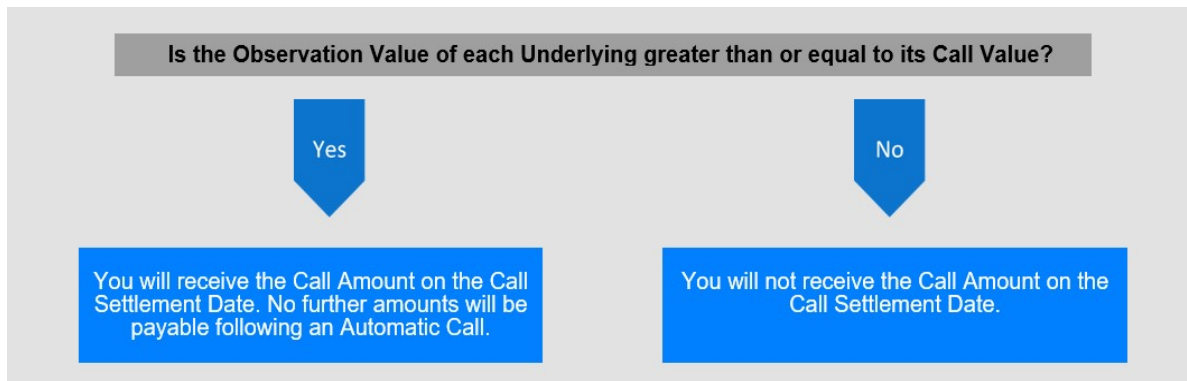 Is the Observation Value of each Underlying greater than or equal to its Call Value?
Yes
No
You will receive the Call Amount on the Call
Settlement Date. No further amounts will be
payable following an Automatic Call.
You will not receive the Call Amount on the
Call Settlement Date.